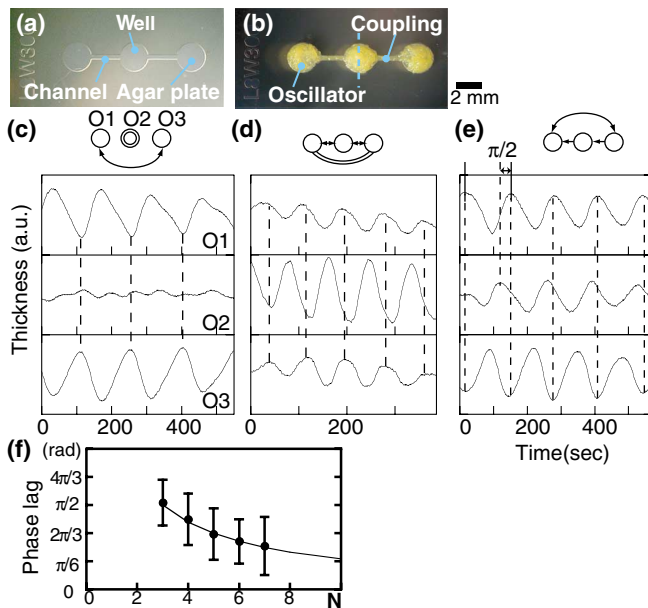 (a)
Well
Channel
Agar plate
(b)
Coupling
Oscillator
2 mm
(c)
O1
O2
O3
(d)
(e)
π/2
Thickness (a.u.)
O1
O2
O3
0
200
400
0
200
0
200
400
Time(sec)
(f)
(rad)
Phase lag
4π/3
π/2
2π/3
π/6
0
0
2
4
6
8
N